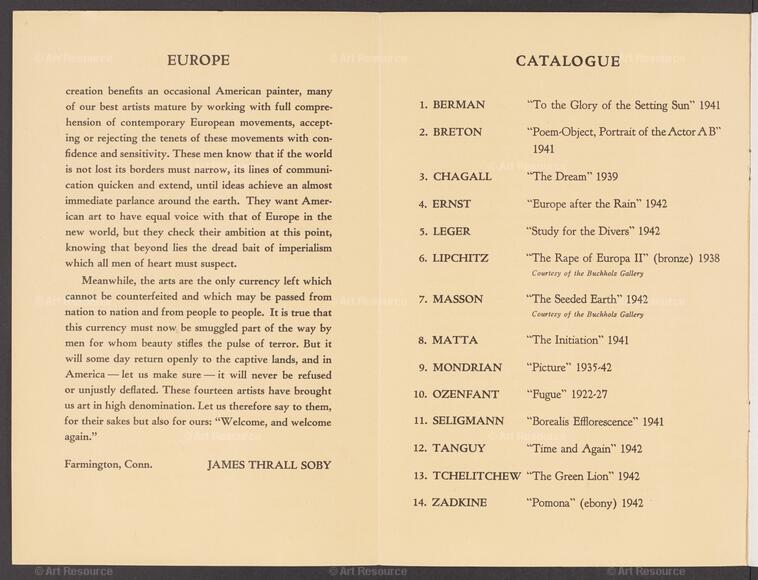 EUROPE
creation benefits an occasional American painter, many
of our best artists mature by working with full compre-
hension of contemporary European movements, accept-
ing or rejecting the tenets of these movements with con-
fidence and sensitivity. These men know that if the world
is not lost its borders must narrow, its lines of communi-
cation quicken and extend, until ideas achieve an almost
immediate parlance around the earth. They want Amer-
ican art to have equal voice with that of Europe in the
new world, but they check their ambition at this point,
knowing that beyond lies the dread bait of imperialism
which all men of heart must suspect.
Meanwhile, the arts are the only currency left which
cannot be counterfeited and which may be passed from
nation to nation and from people to people. It is true that
this currency must now be smuggled part of the way by
men for whom beauty stifles the pulse of terror. But it
will some day return openly to the captive lands, and in
America — let us make sure — it will never be refused
or unjustly deflated. These fourteen artists have brought
us art in high denomination. Let us therefore say to them,
for their sakes but also for ours: “Welcome, and welcome
again.”
Farmington, Conn. JAMES THRALL SOBY
CATALOGUE
1. BERMAN “To the Glory of the Setting Sun” 1941
2. BRETON “Poem-Object, Portrait of the Actor A B”
1941
3. CHAGALL “The Dream” 1939
4. ERNST “Europe after the Rain” 1942
5. LEGER “Study for the Divers” 1942
6. LIPCHITZ “The Rape of Europa II” (bronze) 1938
Courtesy of the Buchholz Gallery
7. MASSON “The Seeded Earth” 1942
Courtesy of the Buchholz Gallery
8. MATTA “The Initiation” 1941
9. MONDRIAN “Picture” 1935-42
10. OZENFANT “Fugue” 1922-27
11. SELIGMANN “Borealis Efflorescence” 1941
12. TANGUY “Time and Again” 1942
13. TCHELITCHEW “The Green Lion” 1942
14. ZADKINE “Pomona” (ebony) 1942
© Art Resource
© Art Resource
© Art Resource